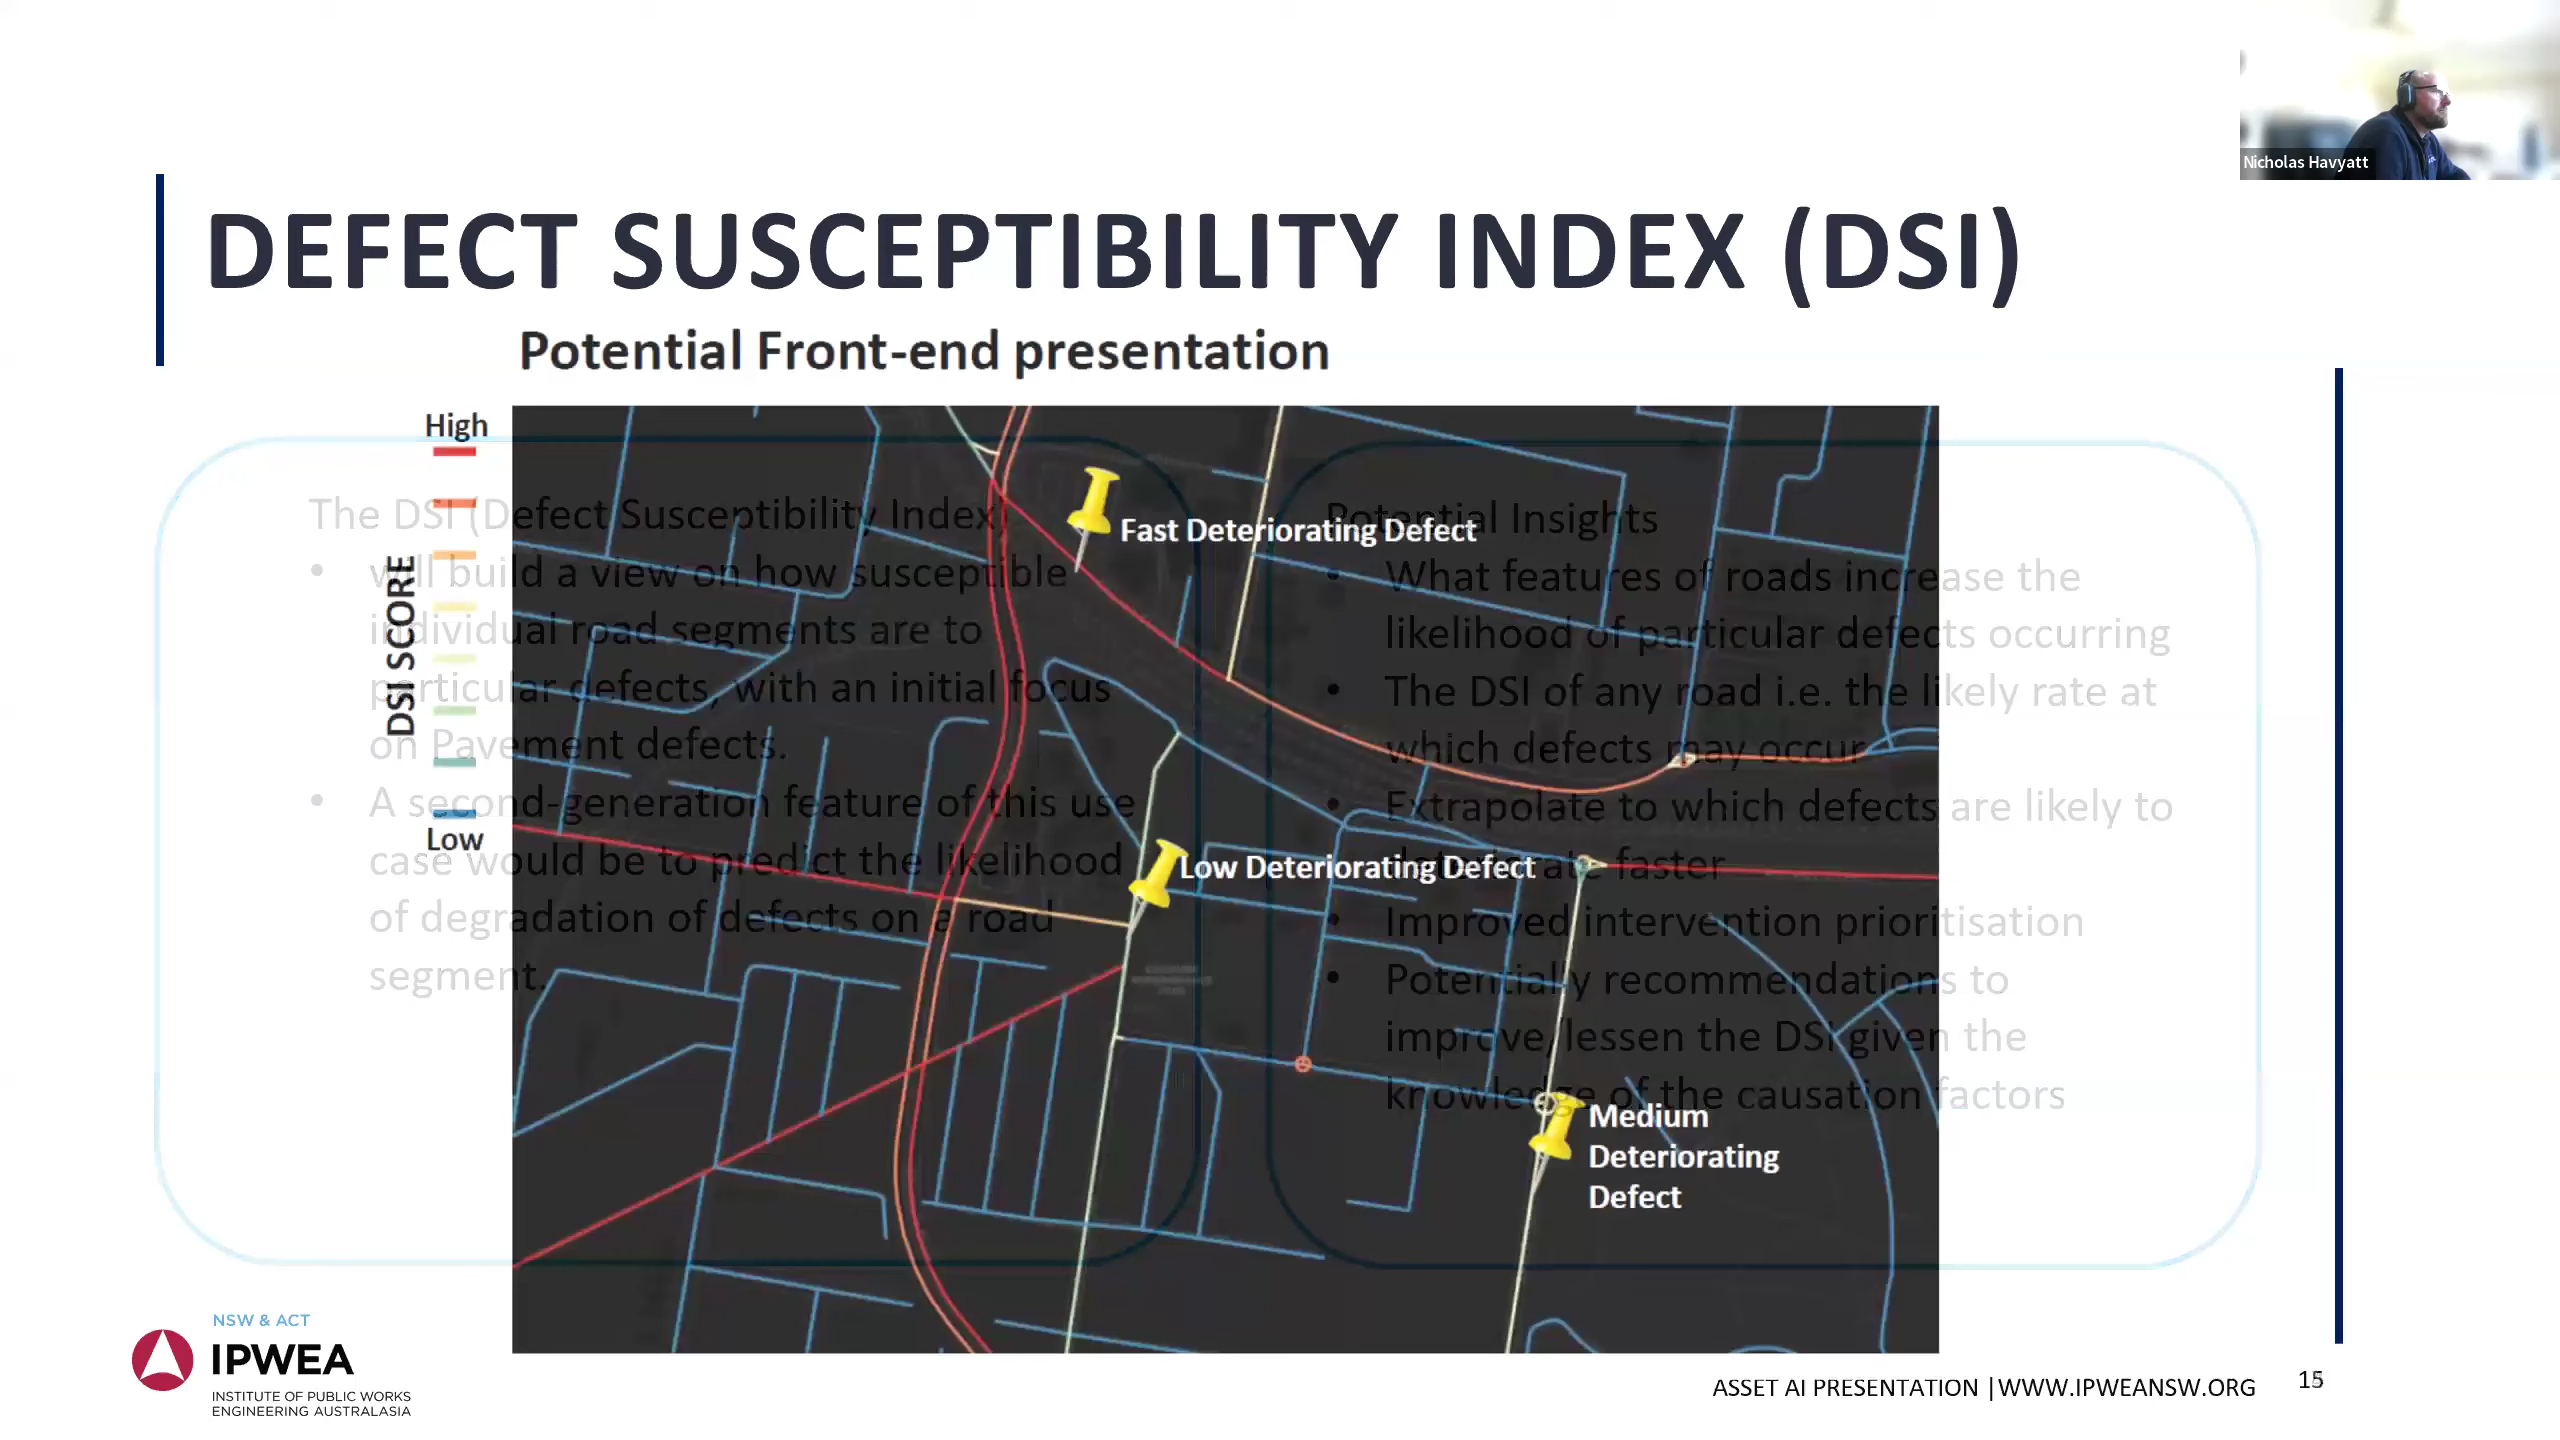 Nicholas Havyatt
DEFECT SUSCEPTIBILITY INDEX (DSI)
Potential Front-end presentation
High
DSI SCORE
Low
The DSI (Defect Susceptibility Index)
• will build a view on how susceptible
individual road segments are to
particular defects, with an initial focus
on Pavement defects.
• A second-generation feature of this use
case would be to predict the likelihood
of degradation of defects on a road
segment.
Potential Insights
• What features of roads increase the
likelihood of particular defects occurring
• The DSI of any road i.e. the likely rate at
which defects may occur
• Extrapolate to which defects are likely to
deteriorate faster
• Improved intervention prioritisation
• Potentially recommendations to
improve/lessen the DSI given the
knowledge of the causation factors
Fast Deteriorating Defect
Low Deteriorating Defect
Medium
Deteriorating
Defect
NSW & ACT
IPWEA
INSTITUTE OF PUBLIC WORKS
ENGINEERING AUSTRALASIA
ASSET AI PRESENTATION |WWW.IPWEANSW.ORG
15